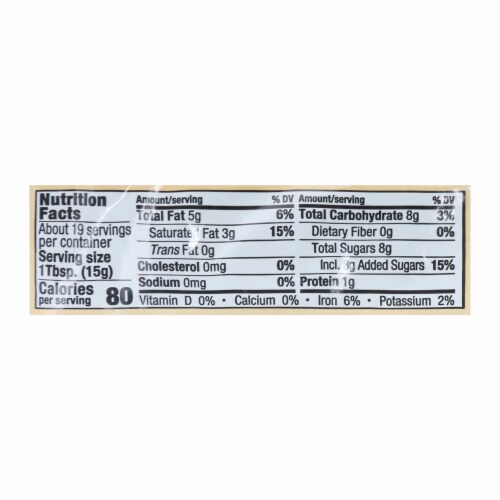 Nutrition
Facts
About 19 servings
per container
Serving size
1Tbsp. (15g)
Calories
per serving 80
Amount/serving % DV
Total Fat 5g 6%
Saturated Fat 3g 15%
Trans Fat 0g
Cholesterol 0mg 0%
Sodium 0mg 0%
Amount/serving % DV
Total Carbohydrate 8g 3%
Dietary Fiber 0g 0%
Total Sugars 8g
Incl. 8g Added Sugars 15%
Protein 1g
Vitamin D 0% • Calcium 0% • Iron 6% • Potassium 2%